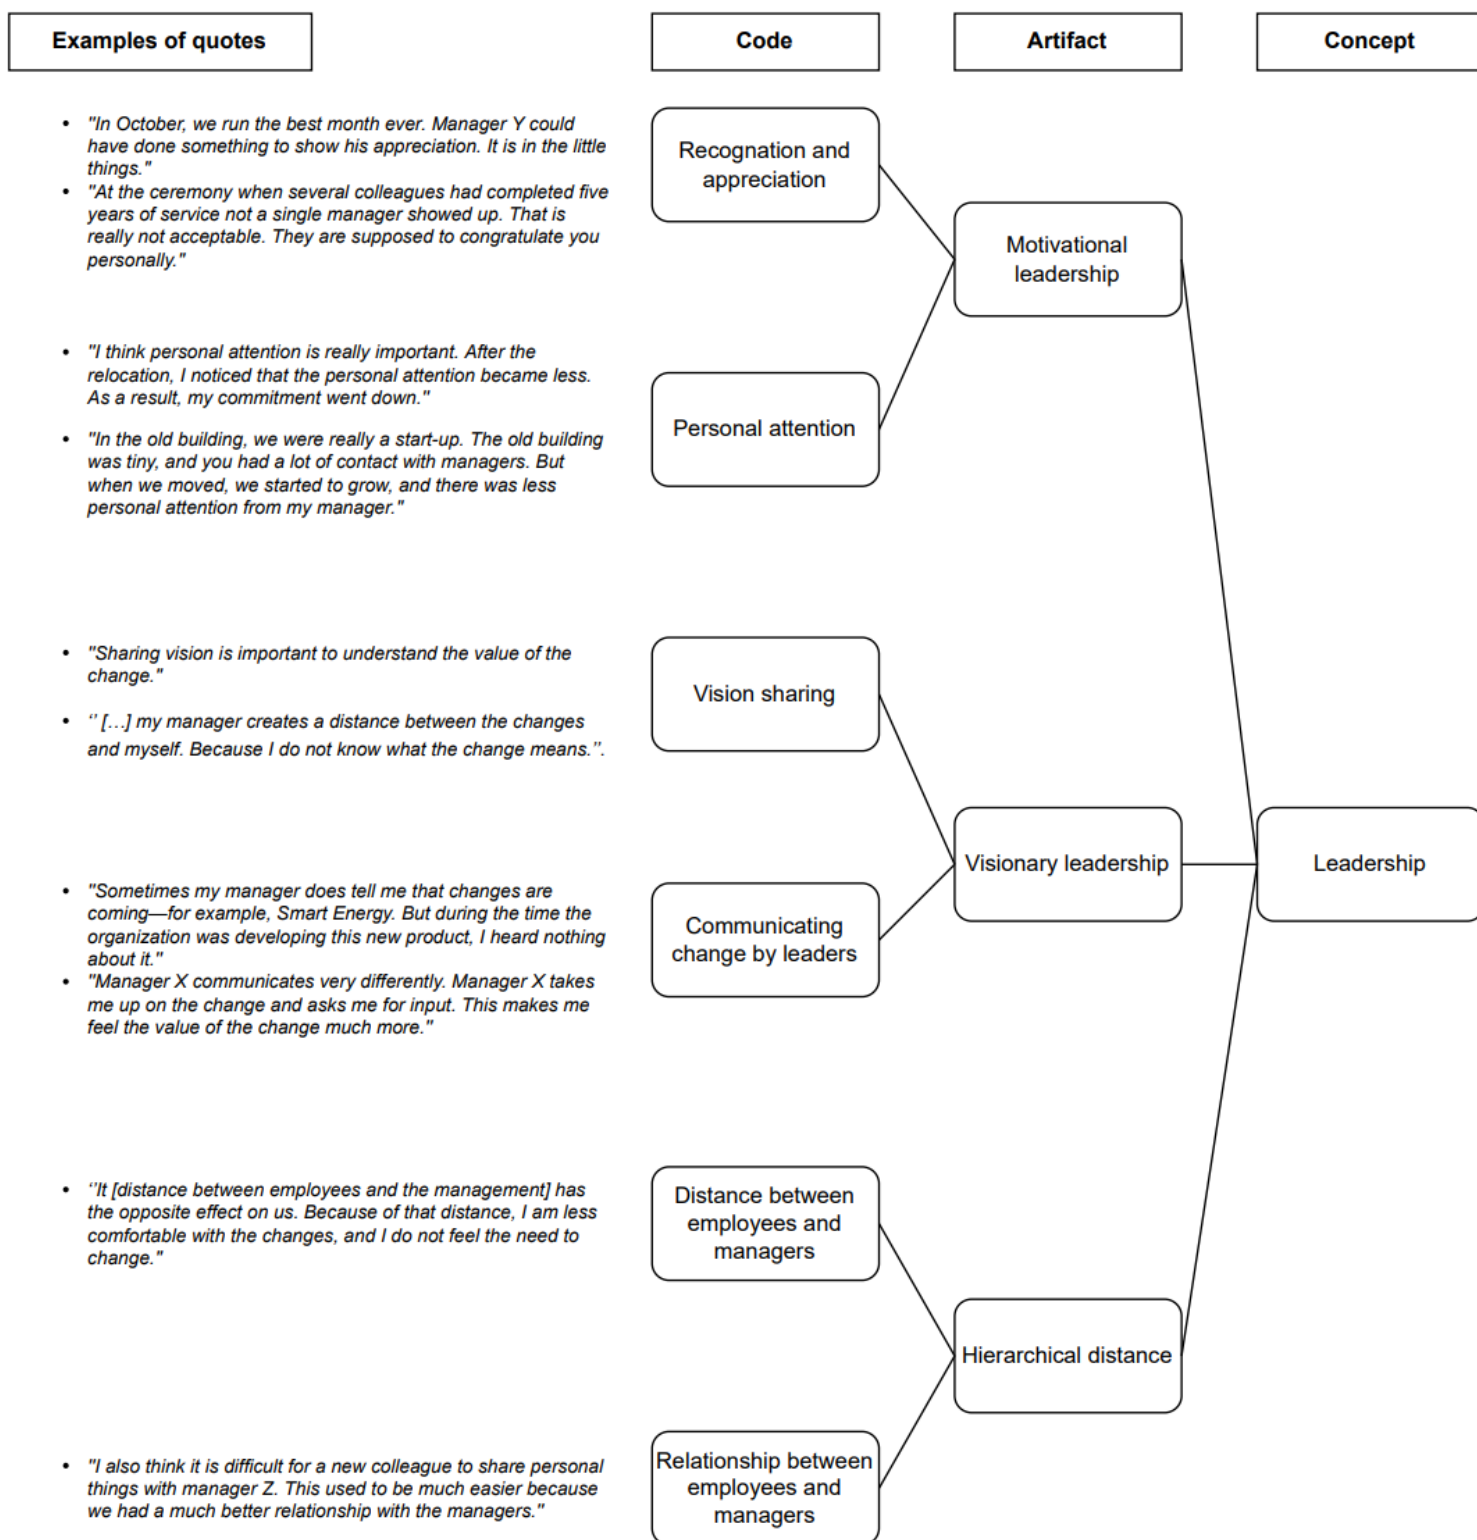 Examples of quotes
Code
Artifact
Concept
• "In October, we run the best month ever. Manager Y could
have done something to show his appreciation. It is in the little
things."
• "At the ceremony when several colleagues had completed five
years of service not a single manager showed up. That is
really not acceptable. They are supposed to congratulate you
personally."
Recognation and
appreciation
Motivational
leadership
• "I think personal attention is really important. After the
relocation, I noticed that the personal attention became less.
As a result, my commitment went down."
• "In the old building, we were really a start-up. The old building
was tiny, and you had a lot of contact with managers. But
when we moved, we started to grow, and there was less
personal attention from my manager."
Personal attention
• "Sharing vision is important to understand the value of the
change."
• ‘’ […] my manager creates a distance between the changes
and myself. Because I do not know what the change means.’’.
Vision sharing
Visionary leadership
Leadership
• "Sometimes my manager does tell me that changes are
coming—for example, Smart Energy. But during the time the
organization was developing this new product, I heard nothing
about it."
• "Manager X communicates very differently. Manager X takes
me up on the change and asks me for input. This makes me
feel the value of the change much more."
Communicating
change by leaders
• ‘’It [distance between employees and the management] has
the opposite effect on us. Because of that distance, I am less
comfortable with the changes, and I do not feel the need to
change."
Distance between
employees and
managers
Hierarchical distance
• "I also think it is difficult for a new colleague to share personal
things with manager Z. This used to be much easier because
we had a much better relationship with the managers."
Relationship between
employees and
managers